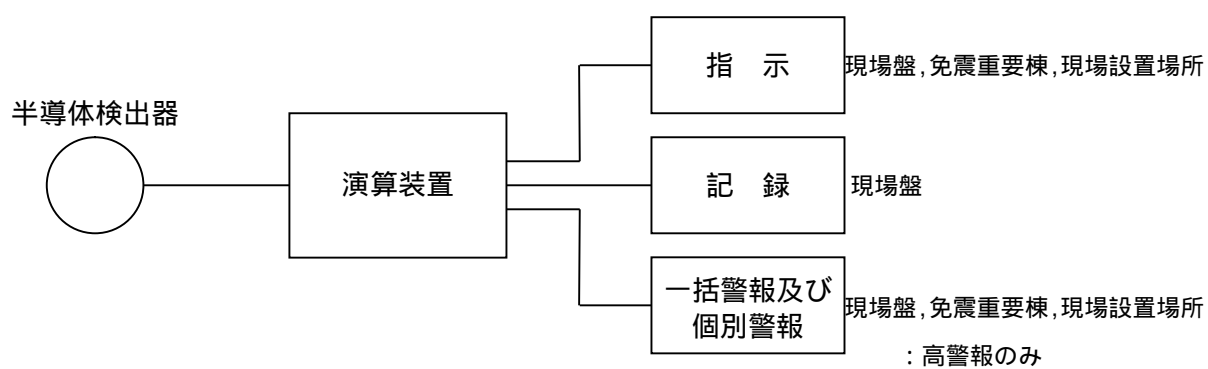 指　示
現場盤,免震重要棟,現場設置場所
半導体検出器
演算装置
記　録
現場盤
一括警報及び
個別警報
現場盤,免震重要棟,現場設置場所
：高警報のみ